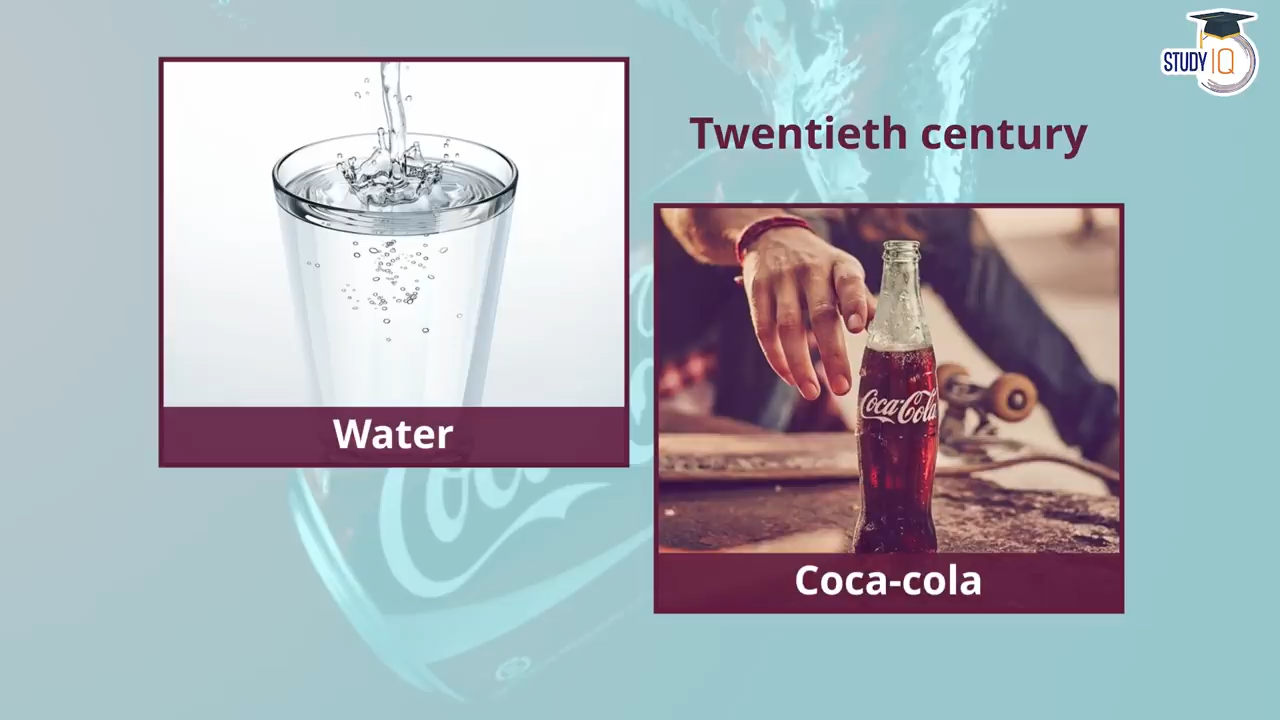 STUDY IQ
Twentieth century
Water
Coca-Cola
Coca-cola